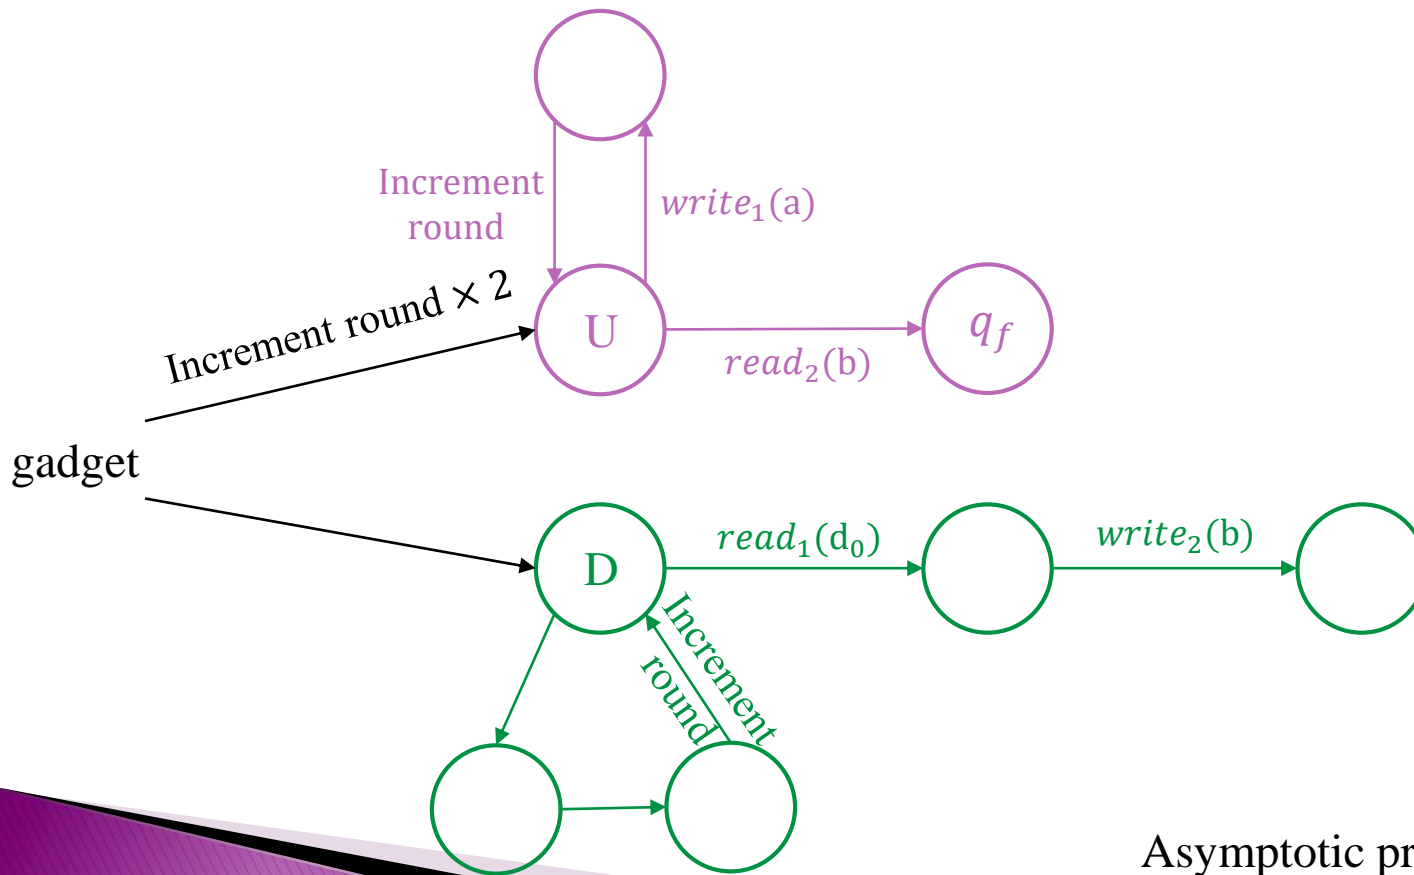 Increment
round
write₁(a)
Increment round × 2
U
read₂(b)
q_f
gadget
D
read₁(d₀)
write₂(b)
Increment
round
Asymptotic pr